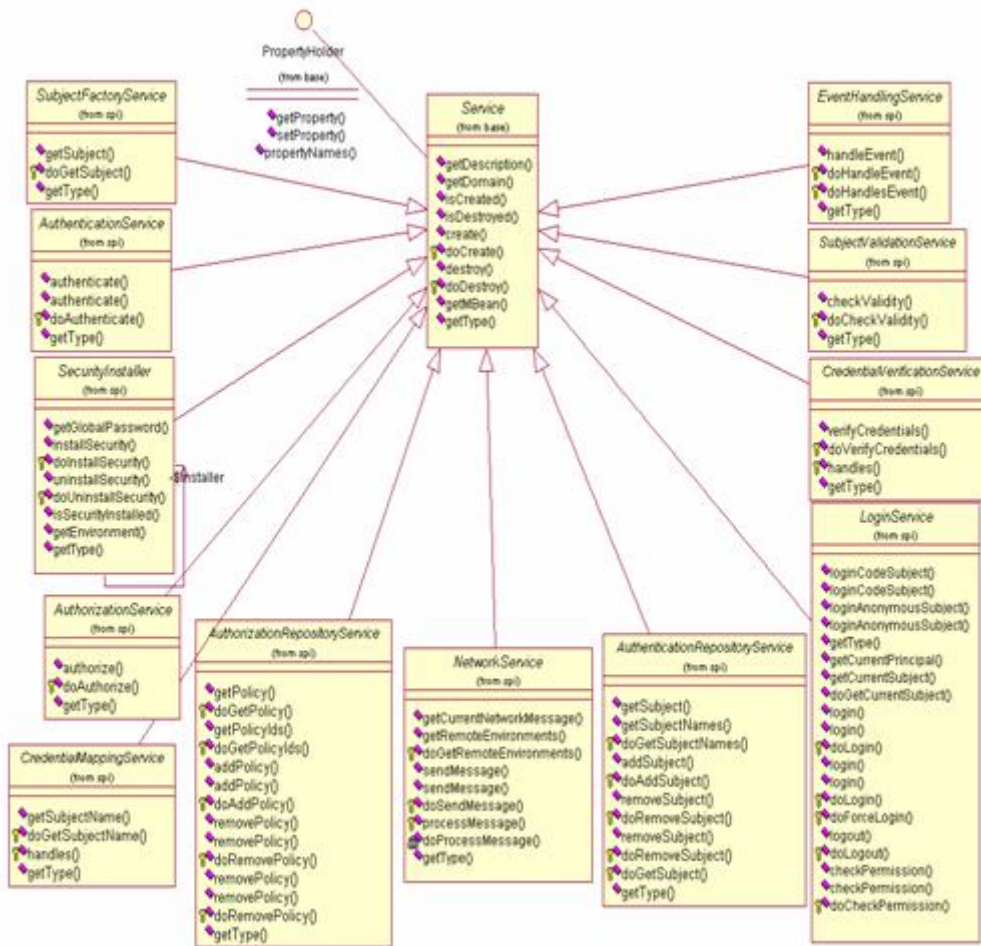 PropertyHolder
(from base)
getProperty()
setProperty()
propertyNames()
SubjectFactoryService
(from spi)
getSubject()
doGetSubject()
getType()
AuthenticationService
(from spi)
authenticate()
authenticate()
doAuthenticate()
getType()
SecurityInstaller
(from spi)
getGlobalPassword()
installSecurity()
doInstallSecurity()
uninstallSecurity()
doUninstallSecurity()
isSecurityInstalled()
getEnvironment()
getType()
-$installer
AuthorizationService
(from spi)
authorize()
doAuthorize()
getType()
CredentialMappingService
(from spi)
getSubjectName()
doGetSubjectName()
handles()
getType()
Service
(from base)
getDescription()
getDomain()
isCreated()
isDestroyed()
create()
doCreate()
destroy()
doDestroy()
getMBean()
getType()
AuthorizationRepositoryService
(from spi)
getPolicy()
doGetPolicy()
getPolicyIds()
doGetPolicyIds()
addPolicy()
addPolicy()
doAddPolicy()
removePolicy()
removePolicy()
doRemovePolicy()
removePolicy()
removePolicy()
doRemovePolicy()
getType()
NetworkService
(from spi)
getCurrentNetworkMessage()
getRemoteEnvironments()
doGetRemoteEnvironments()
sendMessage()
sendMessage()
doSendMessage()
processMessage()
doProcessMessage()
getType()
AuthenticationRepositoryService
(from spi)
getSubject()
getSubjectNames()
doGetSubjectNames()
addSubject()
doAddSubject()
removeSubject()
doRemoveSubject()
removeSubject()
doRemoveSubject()
doGetSubject()
getType()
EventHandlingService
(from spi)
handleEvent()
doHandleEvent()
doHandlesEvent()
getType()
SubjectValidationService
(from spi)
checkValidity()
doCheckValidity()
getType()
CredentialVerificationService
(from spi)
verifyCredentials()
doVerifyCredentials()
handles()
getType()
LoginService
(from spi)
loginCodeSubject()
loginCodeSubject()
loginAnonymousSubject()
loginAnonymousSubject()
getType()
getCurrentPrincipal()
getCurrentSubject()
doGetCurrentSubject()
login()
login()
doLogin()
login()
login()
doLogin()
doForceLogin()
logout()
doLogout()
checkPermission()
checkPermission()
doCheckPermission()